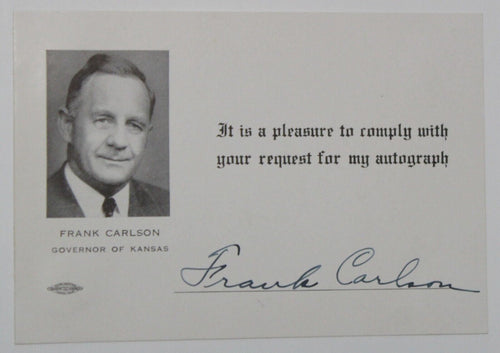 It is a pleasure to comply with
your request for my autograph
FRANK CARLSON
GOVERNOR OF KANSAS
Frank Carlson